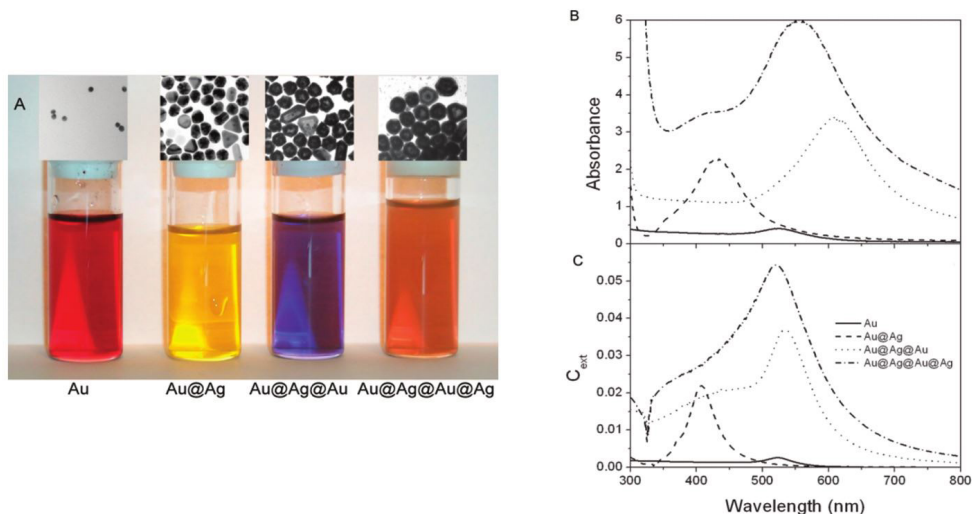 A
Au
Au@Ag
Au@Ag@Au
Au@Ag@Au@Ag
B
6
5
4
3
2
1
0
Absorbance
C
0.05
0.04
0.03
0.02
0.01
0.00
C ext
Au
Au@Ag
Au@Ag@Au
Au@Ag@Au@Ag
300 400 500 600 700 800
Wavelength (nm)